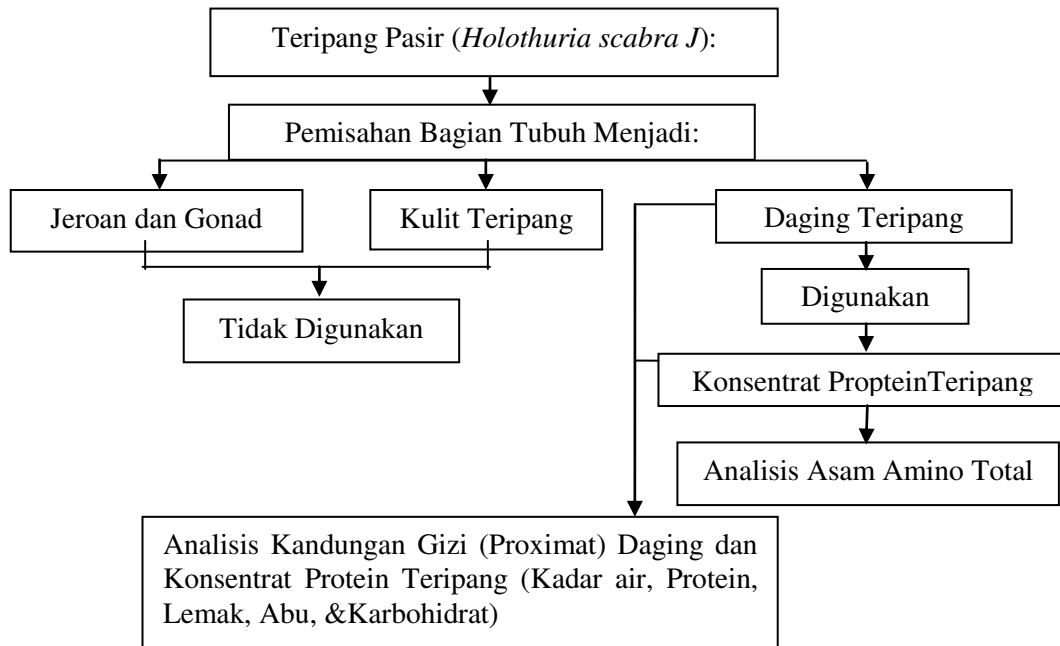 Teripang Pasir (Holothuria scabra J):
Pemisahan Bagian Tubuh Menjadi:
Jeroan dan Gonad
Kulit Teripang
Daging Teripang
Tidak Digunakan
Digunakan
Konsentrat PropteinTeripang
Analisis Asam Amino Total
Analisis Kandungan Gizi (Proximat) Daging dan
Konsentrat Protein Teripang (Kadar air, Protein,
Lemak, Abu, &Karbohidrat)